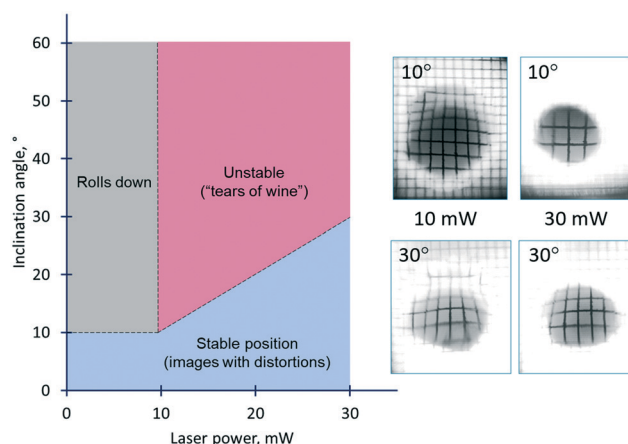 60
50
40
30
20
10
0
Inclination angle, °
Rolls down
Unstable
(“tears of wine”)
Stable position
(images with distortions)
0
10
20
30
Laser power, mW
10°
10°
10 mW
30 mW
30°
30°